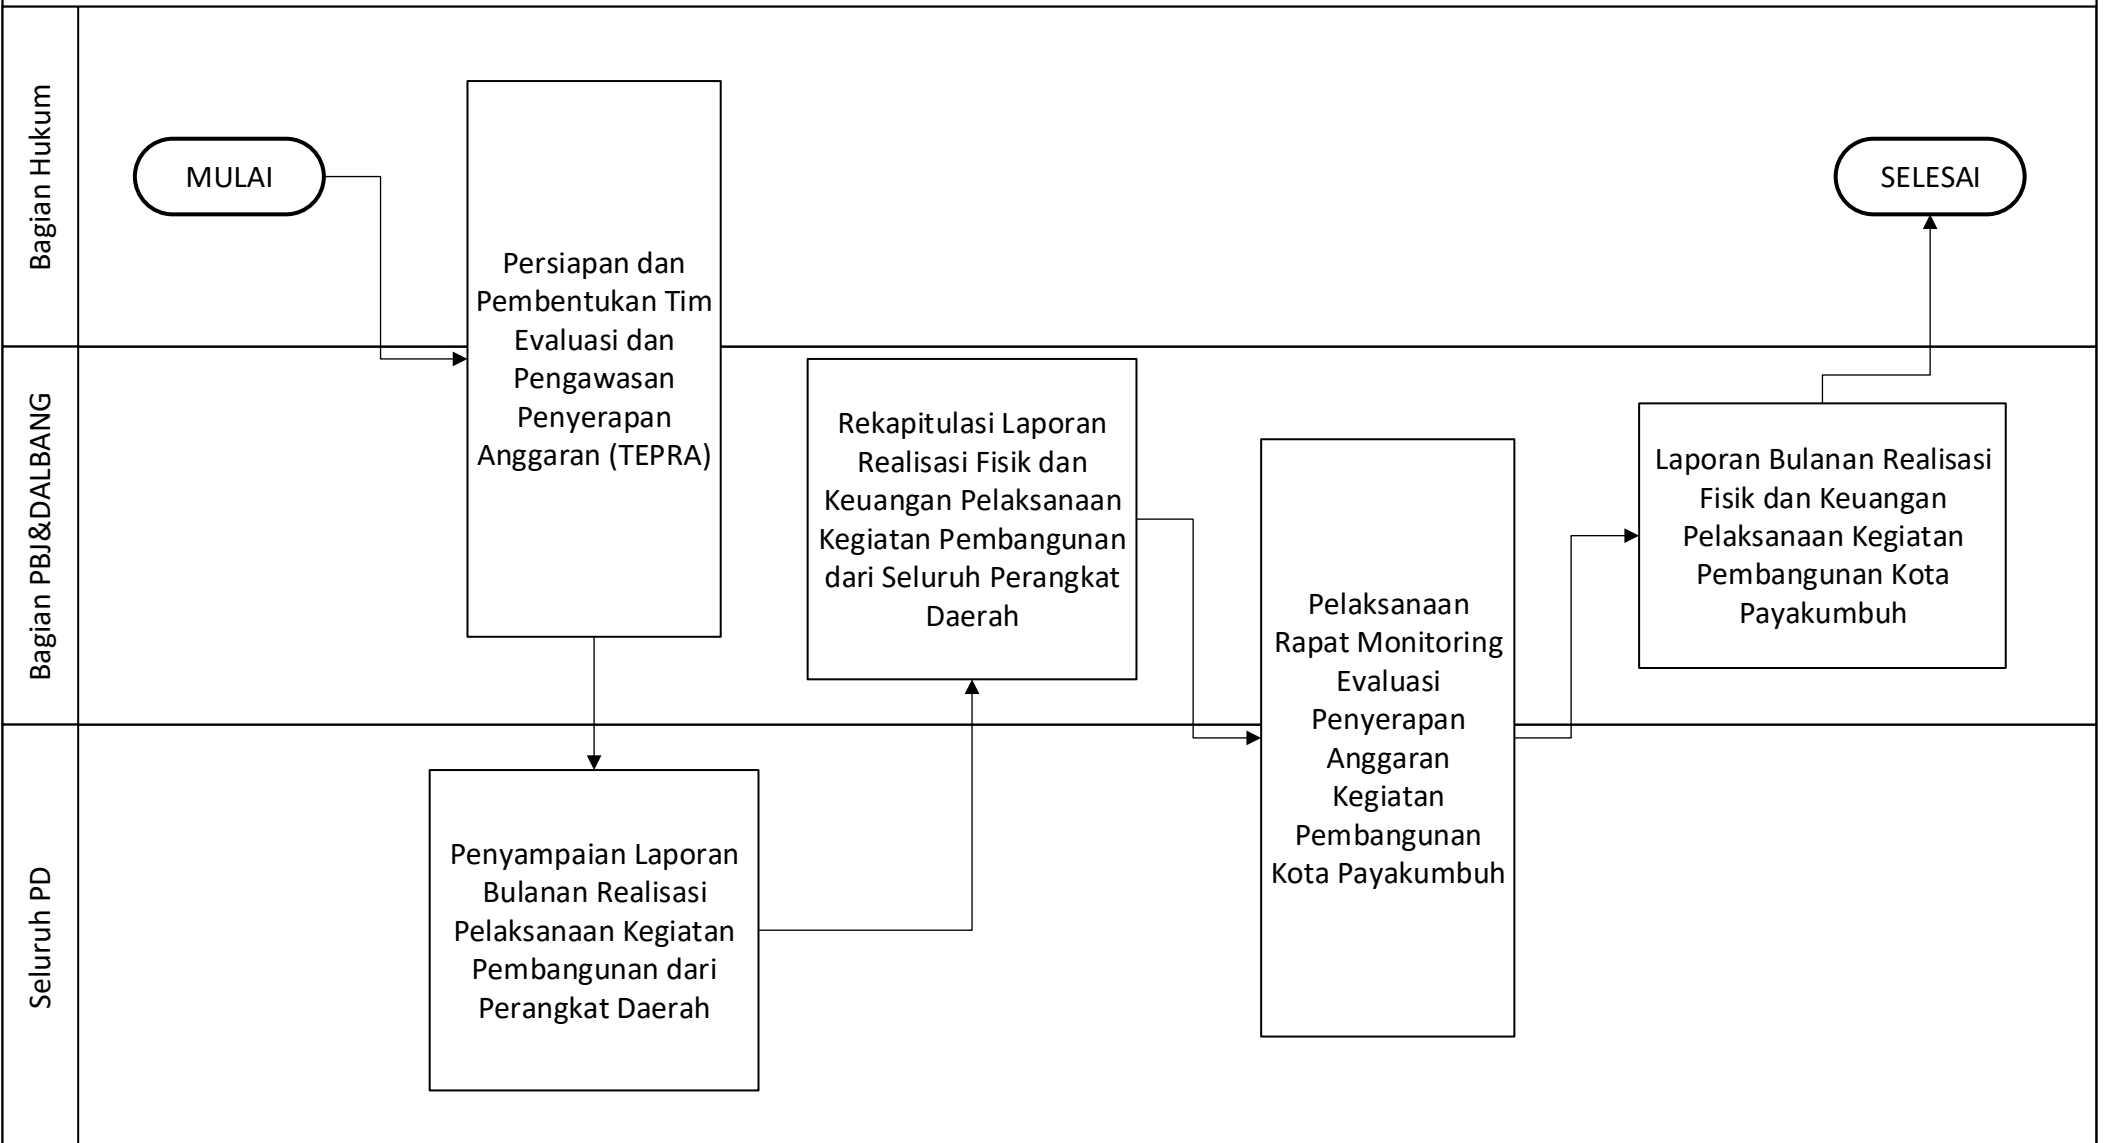 Bagian Hukum
MULAI
Persiapan dan
Pembentukan Tim
Evaluasi dan
Pengawasan
Penyerapan
Anggaran (TEPRA)
SELESAI
Bagian PBJ&DALBANG
Rekapitulasi Laporan
Realisasi Fisik dan
Keuangan Pelaksanaan
Kegiatan Pembangunan
dari Seluruh Perangkat
Daerah
Pelaksanaan
Rapat Monitoring
Evaluasi
Penyerapan
Anggaran
Kegiatan
Pembangunan
Kota Payakumbuh
Laporan Bulanan Realisasi
Fisik dan Keuangan
Pelaksanaan Kegiatan
Pembangunan Kota
Payakumbuh
Seluruh PD
Penyampaian Laporan
Bulanan Realisasi
Pelaksanaan Kegiatan
Pembangunan dari
Perangkat Daerah